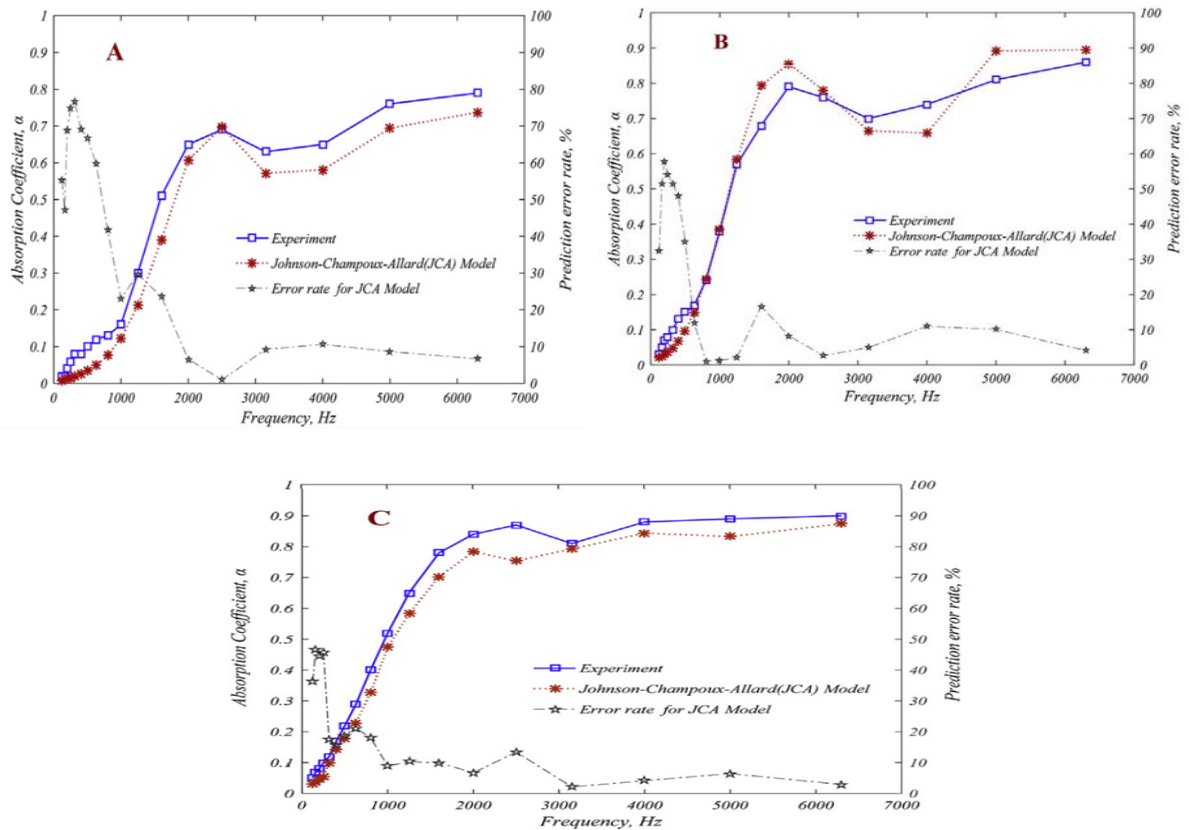 A
Absorption Coefficient, α
1
0.9
0.8
0.7
0.6
0.5
0.4
0.3
0.2
0.1
0
100
90
80
70
60
50
40
30
20
10
0
Prediction error rate, %
Experiment
Johnson-Champoux-Allard(JCA) Model
Error rate for JCA Model
0 1000 2000 3000 4000 5000 6000 7000
Frequency, Hz
B
Absorption Coefficient, α
1
0.9
0.8
0.7
0.6
0.5
0.4
0.3
0.2
0.1
0
100
90
80
70
60
50
40
30
20
10
0
Prediction error rate, %
Experiment
Johnson-Champoux-Allard(JCA) Model
Error rate for JCA Model
0 1000 2000 3000 4000 5000 6000 7000
Frequency, Hz
C
Absorption Coefficient, α
1
0.9
0.8
0.7
0.6
0.5
0.4
0.3
0.2
0.1
0
100
90
80
70
60
50
40
30
20
10
0
Prediction error rate, %
Experiment
Johnson-Champoux-Allard(JCA) Model
Error rate for JCA Model
0 1000 2000 3000 4000 5000 6000 7000
Frequency, Hz